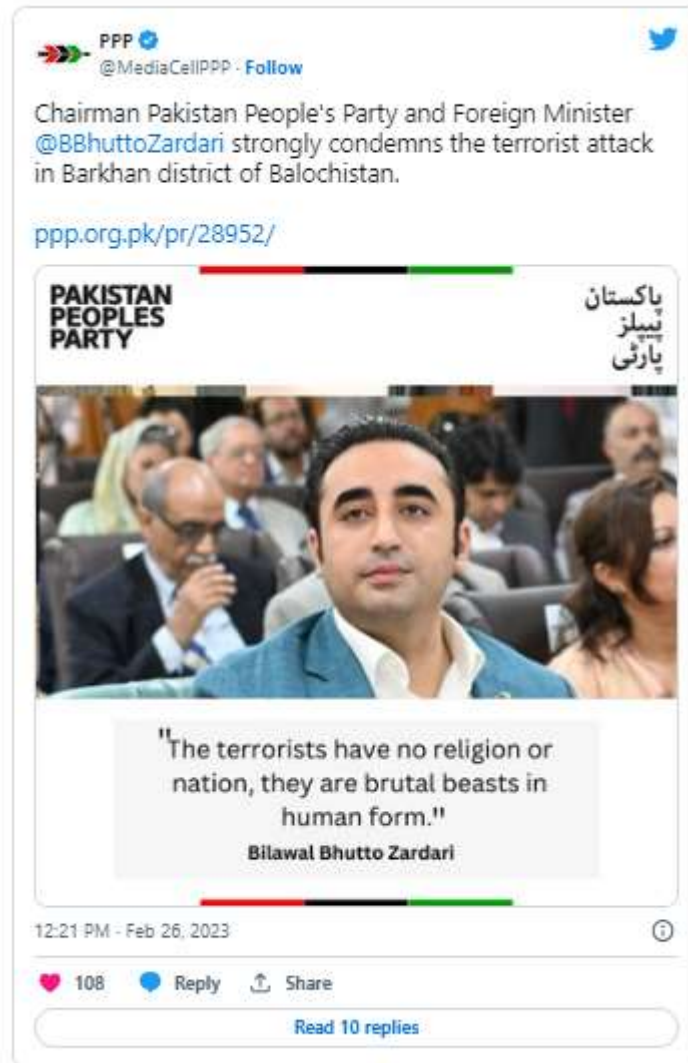 PPP
@MediaCellPPP · Follow
Chairman Pakistan People's Party and Foreign Minister
@BBhuttoZardari strongly condemns the terrorist attack
in Barkhan district of Balochistan.
ppp.org.pk/pr/28952/
PAKISTAN
PEOPLES
PARTY
پاکستان
پیپلز
پارٹی
"The terrorists have no religion or
nation, they are brutal beasts in
human form."
Bilawal Bhutto Zardari
12:21 PM · Feb 26, 2023
108 Reply Share
Read 10 replies